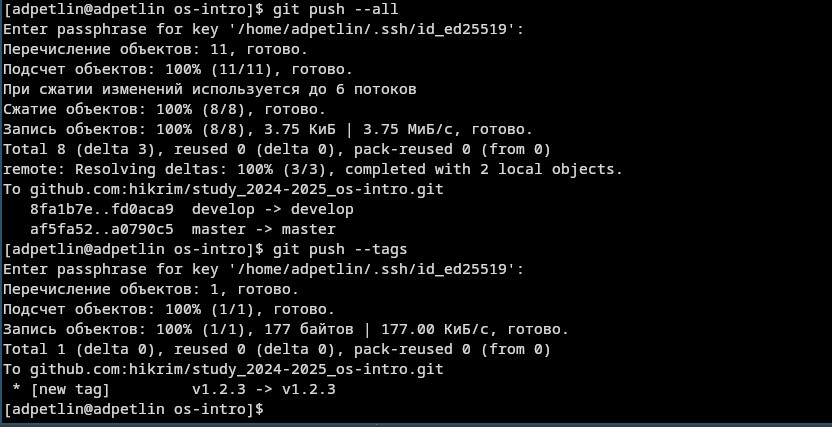 [adpetlin@adpetlin os-intro]$ git push --all
Enter passphrase for key '/home/adpetlin/.ssh/id_ed25519':
Перечисление объектов: 11, готово.
Подсчет объектов: 100% (11/11), готово.
При сжатии изменений используется до 6 потоков
Сжатие объектов: 100% (8/8), готово.
Запись объектов: 100% (8/8), 3.75 КиБ | 3.75 МиБ/с, готово.
Total 8 (delta 3), reused 0 (delta 0), pack-reused 0 (from 0)
remote: Resolving deltas: 100% (3/3), completed with 2 local objects.
To github.com:hikrim/study_2024-2025_os-intro.git
   8fa1b7e..fd0aca9  develop -> develop
   af5fa52..a0790c5  master -> master
[adpetlin@adpetlin os-intro]$ git push --tags
Enter passphrase for key '/home/adpetlin/.ssh/id_ed25519':
Перечисление объектов: 1, готово.
Подсчет объектов: 100% (1/1), готово.
Запись объектов: 100% (1/1), 177 байтов | 177.00 КиБ/с, готово.
Total 1 (delta 0), reused 0 (delta 0), pack-reused 0 (from 0)
To github.com:hikrim/study_2024-2025_os-intro.git
 * [new tag]         v1.2.3 -> v1.2.3
[adpetlin@adpetlin os-intro]$